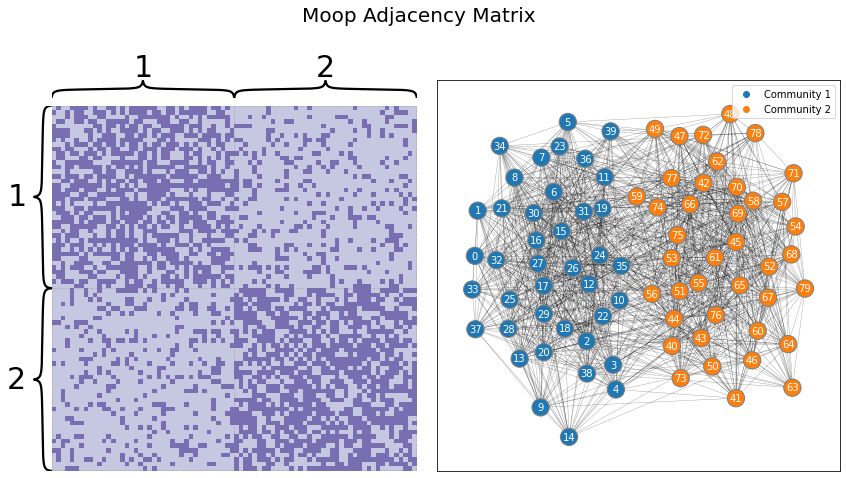 Moop Adjacency Matrix
1 2
1
2
Community 1
Community 2
48
5 39 49 47 72 78
34 23
7 36 62
8 11 77 42 70 71
6 59 58 57
1 21 30 31 19 74 66 69
15 54
16 75 45
0 32 27 26 24 35 53 61 52 68
33 17 12 56 51 55 65 67 79
25 10
37 28 29 18 22 44 76 60
2 40 43 64
13 20
38 3 73 50 46
4 41 63
9
14